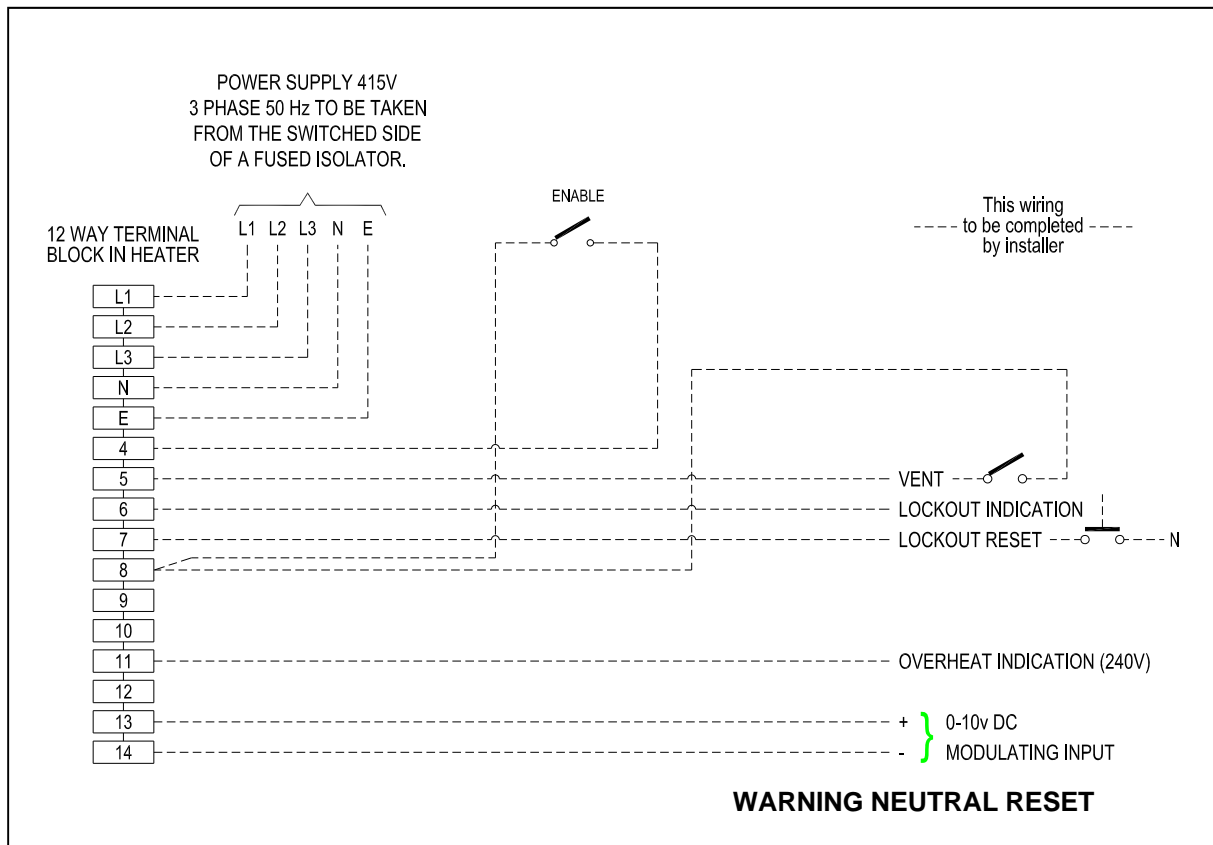 POWER SUPPLY 415V
3 PHASE 50 Hz TO BE TAKEN
FROM THE SWITCHED SIDE
OF A FUSED ISOLATOR.
ENABLE
This wiring
to be completed
by installer
L1 L2 L3 N E
12 WAY TERMINAL
BLOCK IN HEATER
L1
L2
L3
N
E
4
5 VENT
6 LOCKOUT INDICATION
7 LOCKOUT RESET N
8
9
10
11 OVERHEAT INDICATION (240V)
12
13 + 0-10v DC
14 - MODULATING INPUT
WARNING NEUTRAL RESET